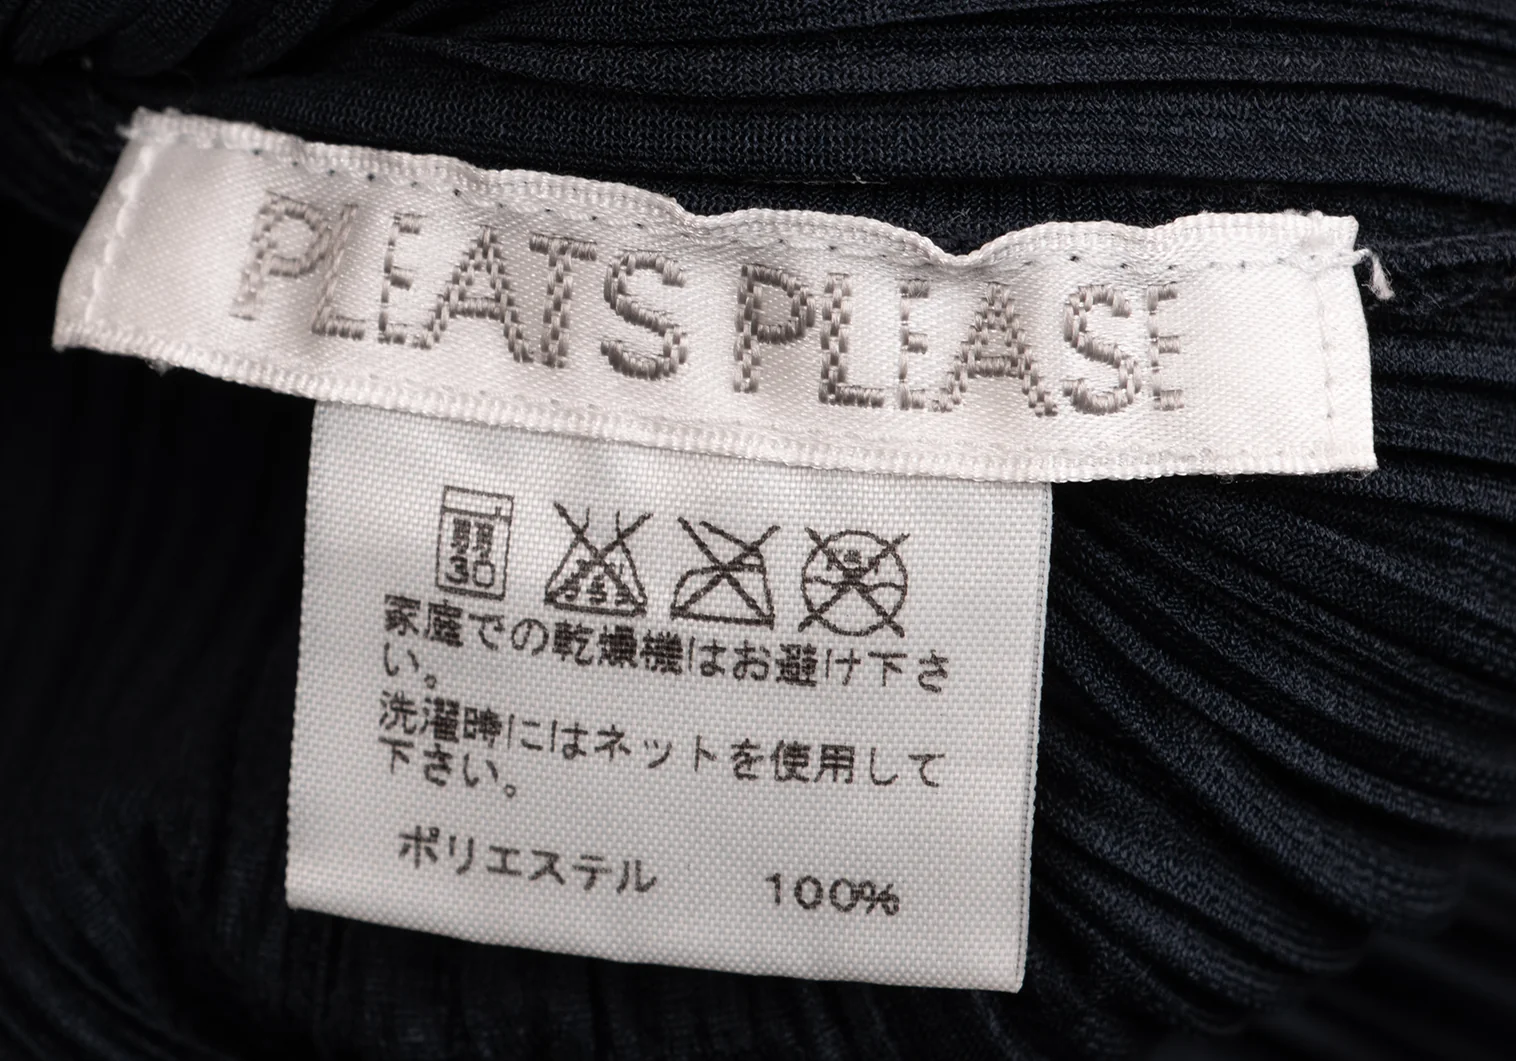 PLEATS PLEASE
弱
30
家庭での乾燥機はお避け下さ
い。
洗濯時にはネットを使用して
下さい。
ポリエステル 100%